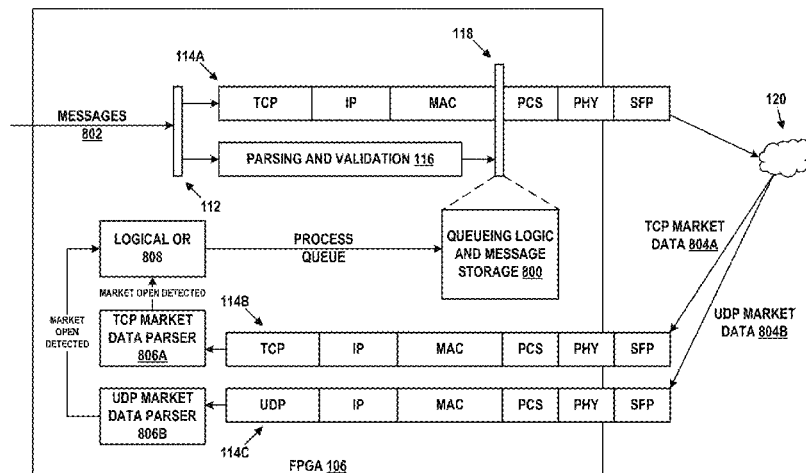 118
114A
TCP IP MAC PCS PHY SFP
120
MESSAGES
802
PARSING AND VALIDATION 116
112
LOGICAL OR
808
PROCESS
QUEUE
QUEUEING LOGIC
AND MESSAGE
STORAGE 800
TCP MARKET
DATA 804A
MARKET OPEN DETECTED
MARKET
OPEN
DETECTED
114B
UDP MARKET
DATA 804B
TCP MARKET
DATA PARSER
806A
TCP IP MAC PCS PHY SFP
UDP MARKET
DATA PARSER
806B
UDP IP MAC PCS PHY SFP
114C
FPGA 106